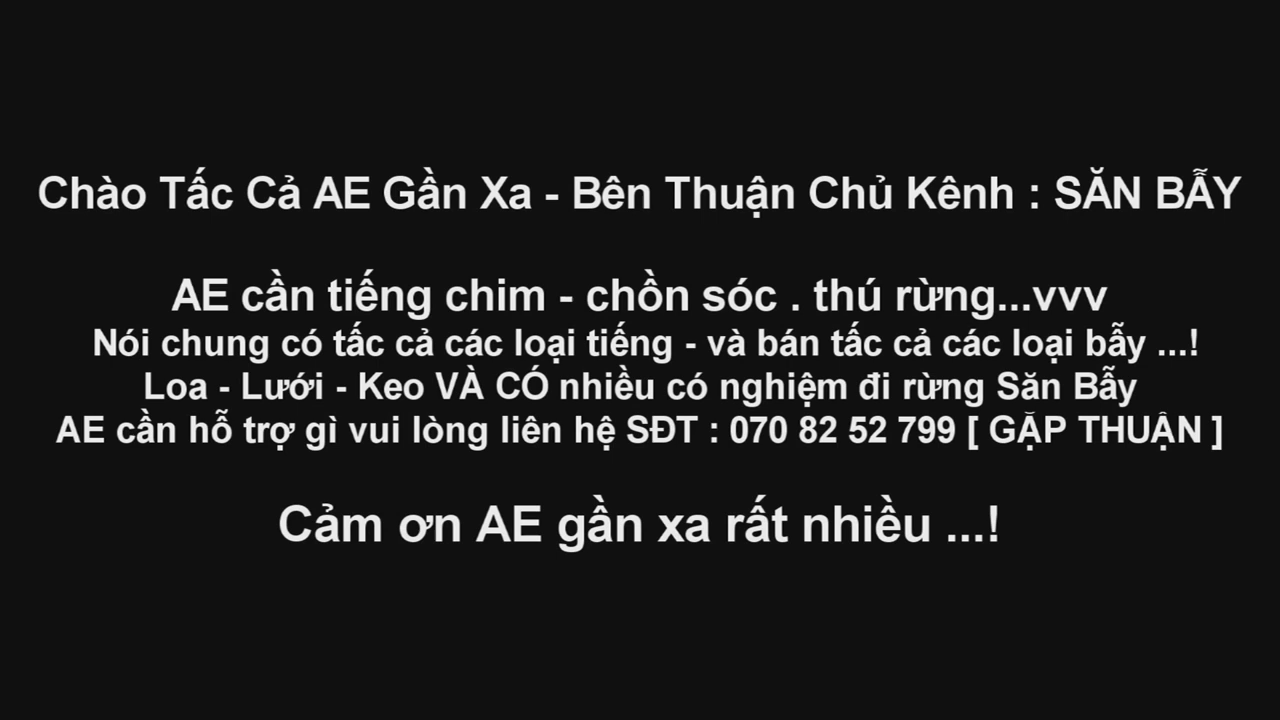 Chào Tấc Cả AE Gần Xa - Bên Thuận Chủ Kênh : SĂN BẪY
AE cần tiếng chim - chồn sóc . thú rừng...vvv
Nói chung có tấc cả các loại tiếng - và bán tấc cả các loại bẫy ...!
Loa - Lưới - Keo VÀ CÓ nhiều có nghiệm đi rừng Săn Bẫy
AE cần hỗ trợ gì vui lòng liên hệ SĐT : 070 82 52 799 [ GẶP THUẬN ]
Cảm ơn AE gần xa rất nhiều ...!